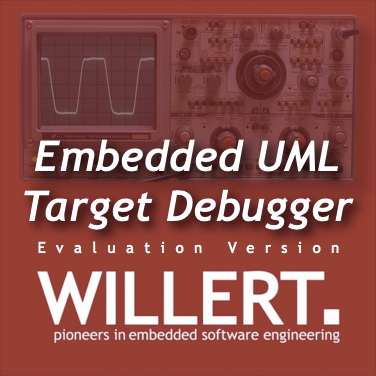 Embedded UML
Target Debugger
Evaluation Version
WILLERT.
pioneers in embedded software engineering